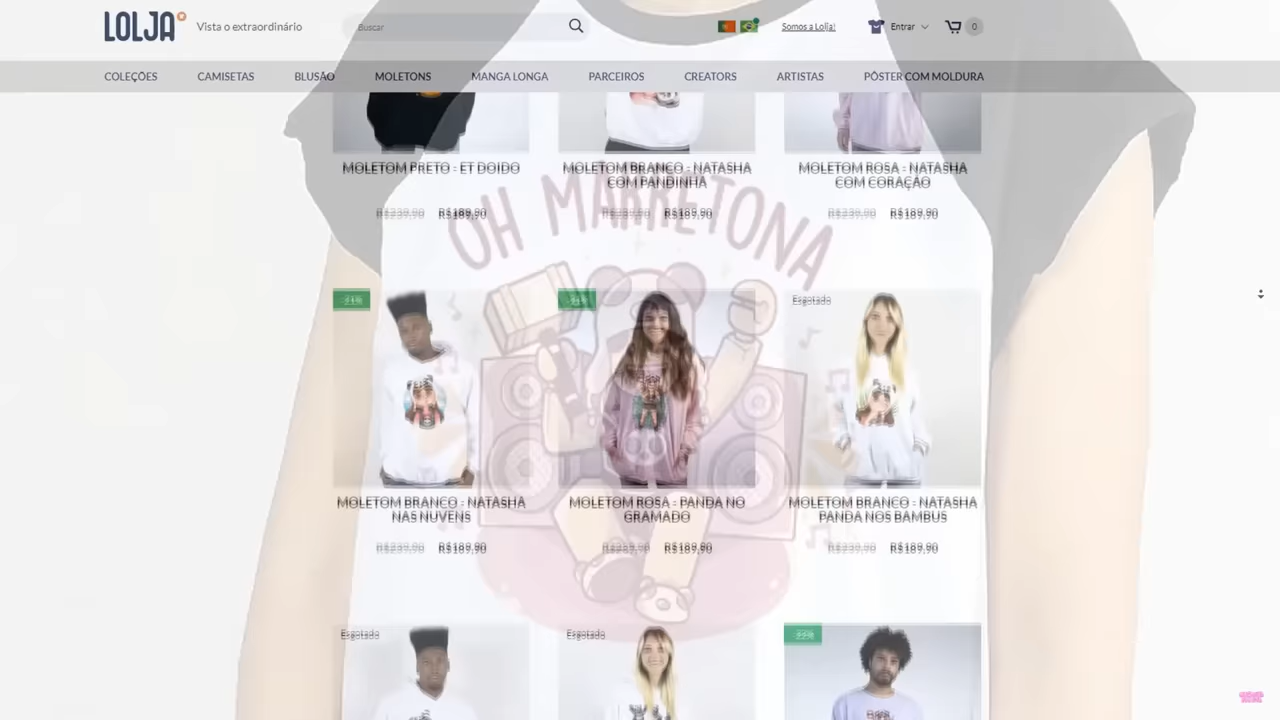 LOLJA
Vista o extraordinário
Buscar
Somos a Lolja!
Entrar
0
COLEÇÕES
CAMISETAS
BLUSÃO
MOLETONS
MANGA LONGA
PARCEIROS
CREATORS
ARTISTAS
PÔSTER COM MOLDURA
MOLETOM PRETO - ET DOIDO
R$239,90 R$189,90
MOLETOM BRANCO - NATASHA
COM PANDINHA
R$239,90 R$189,90
MOLETOM ROSA - NATASHA
COM CORAÇÃO
R$239,90 R$189,90
OH MARRETONA
-21%
-21%
Esgotado
MOLETOM BRANCO - NATASHA
NAS NUVENS
R$239,90 R$189,90
MOLETOM ROSA - PANDA NO
GRAMADO
R$239,90 R$189,90
MOLETOM BRANCO - NATASHA
PANDA NOS BAMBUS
R$239,90 R$189,90
Esgotado
Esgotado
-22%